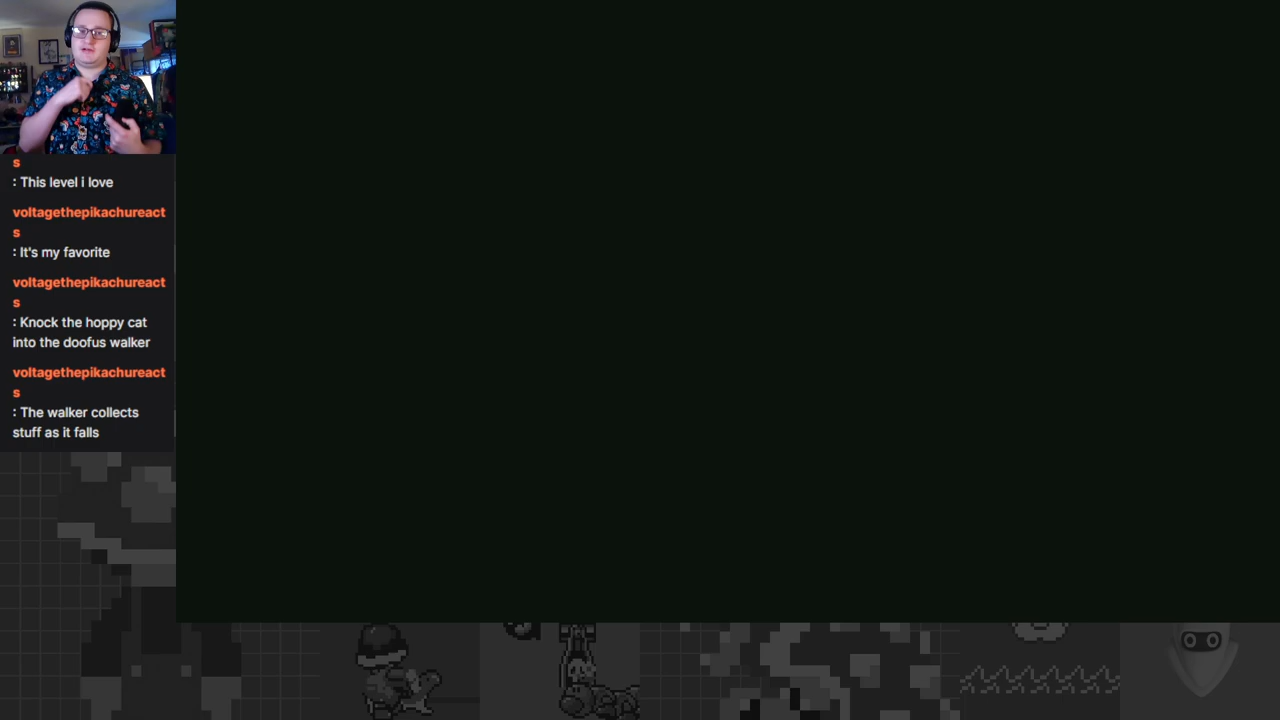 s
: This level i love
voltagethepikachureact
s
: It's my favorite
voltagethepikachureact
s
: Knock the hoppy cat
into the doofus walker
voltagethepikachureact
s
: The walker collects
stuff as it falls